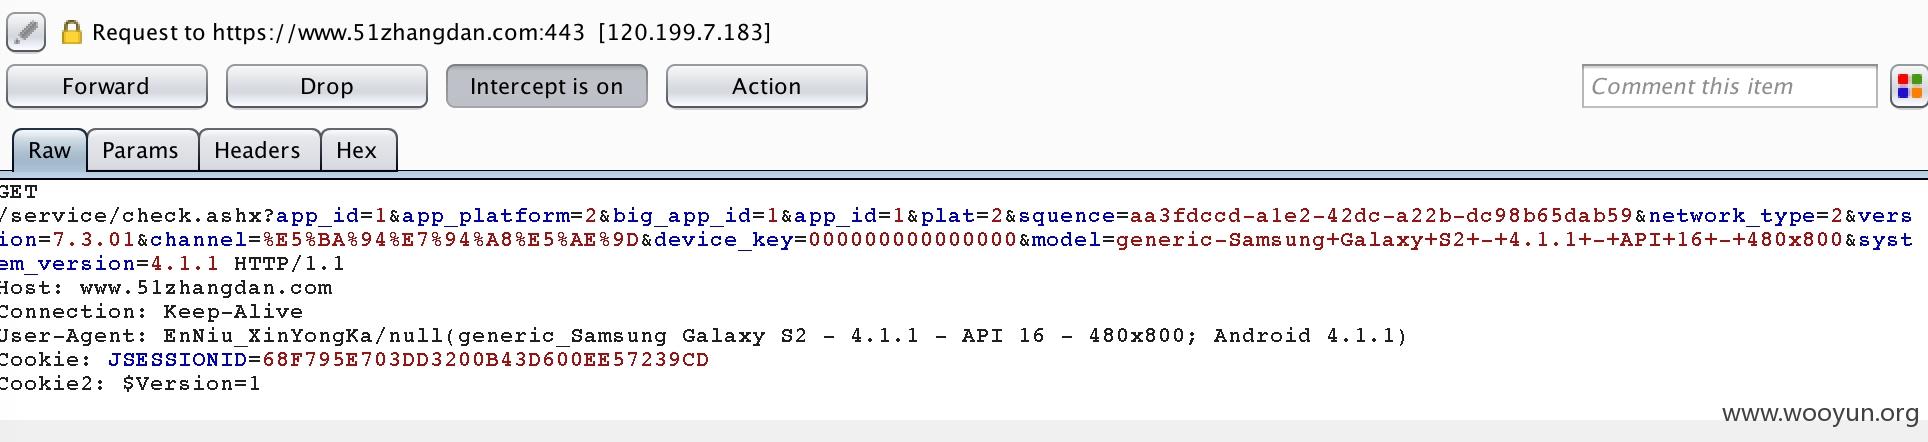 Request to https://www.51zhangdan.com:443 [120.199.7.183]
Forward Drop Intercept is on Action Comment this item
Raw Params Headers Hex
GET
/service/check.ashx?app_id=1&app_platform=2&big_app_id=1&app_id=1&plat=2&squence=aa3fdccd-a1e2-42dc-a22b-dc98b65dab59&network_type=2&vers
ion=7.3.01&channel=%E5%BA%94%E7%94%A8%E5%AE%9D&device_key=000000000000000&model=generic-Samsung+Galaxy+S2+-+4.1.1+-+API+16+-+480x800&syst
em_version=4.1.1 HTTP/1.1
Host: www.51zhangdan.com
Connection: Keep-Alive
User-Agent: EnNiu_XinYongKa/null(generic_Samsung Galaxy S2 - 4.1.1 - API 16 - 480x800; Android 4.1.1)
Cookie: JSESSIONID=68F795E703DD3200B43D600EE57239CD
Cookie2: $Version=1
www.wooyun.org